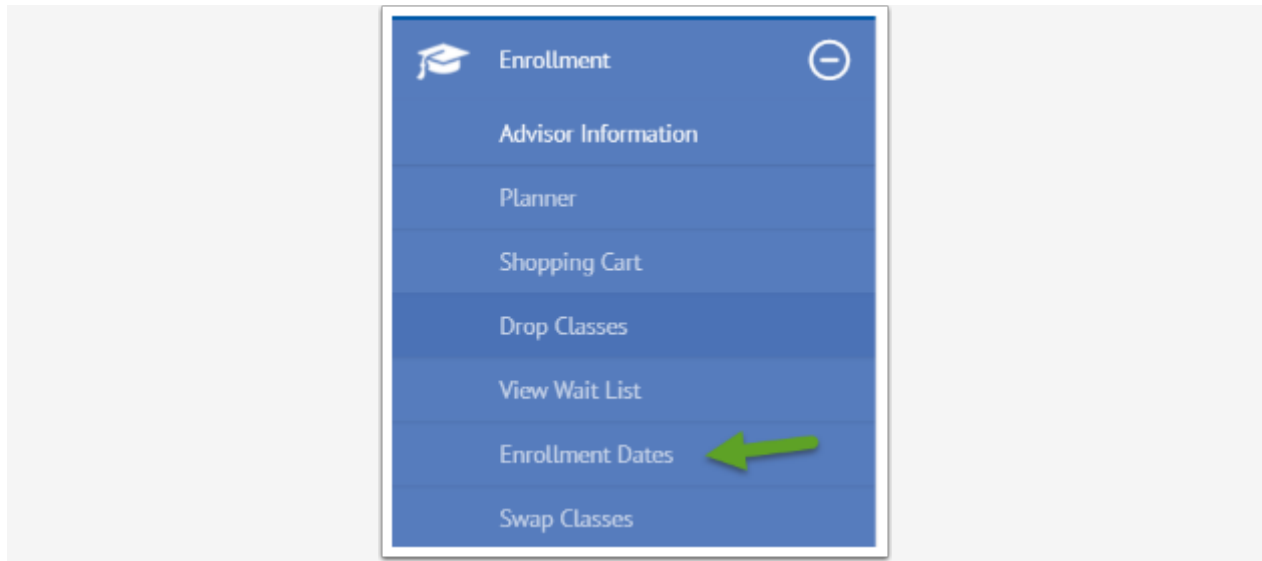 Enrollment
Advisor Information
Planner
Shopping Cart
Drop Classes
View Wait List
Enrollment Dates
Swap Classes